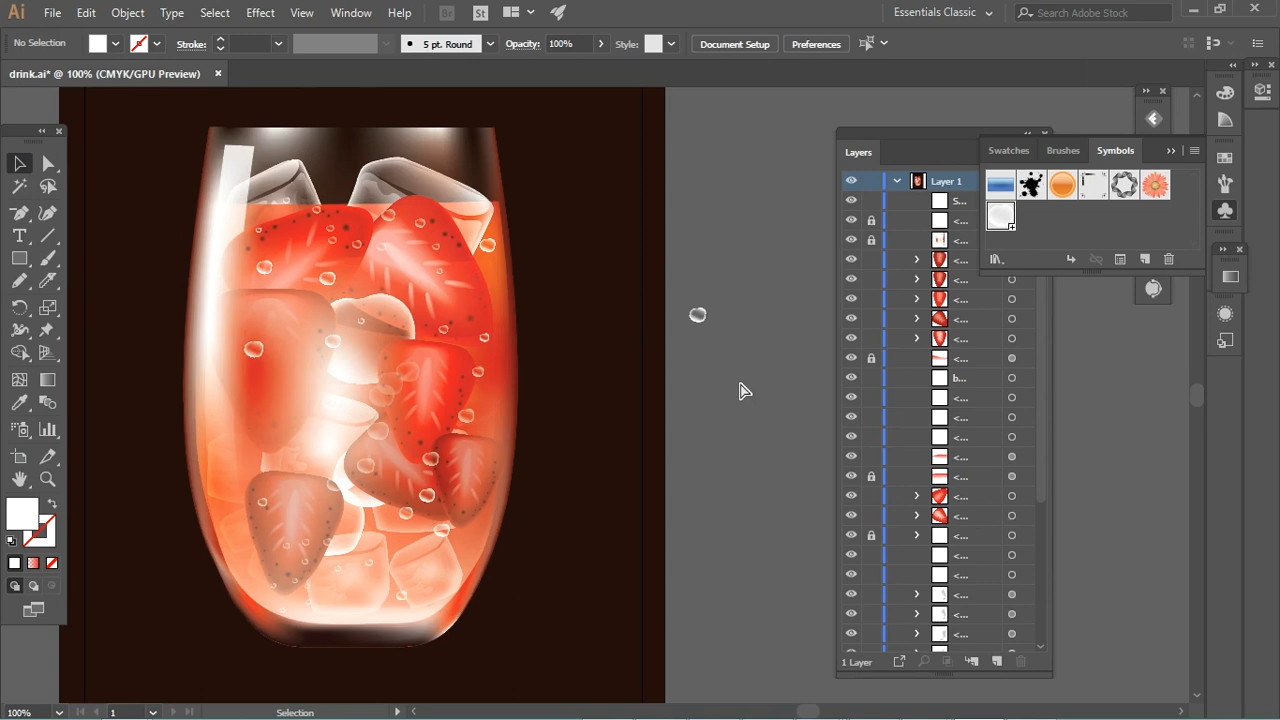 Ai File Edit Object Type Select Effect View Window Help Br St Essentials Classic Search Adobe Stock
No Selection Stroke: 5 pt. Round Opacity: 100% Style: Document Setup Preferences
drink.ai* @ 100% (CMYK/GPU Preview)
Layers
Swatches Brushes Symbols
Layer 1
S...
<...
<...
<...
<...
<...
<...
<...
<...
b...
<...
<...
<...
<...
<...
<...
<...
<...
<...
<...
<...
<...
<...
1 Layer
100% 1 Selection